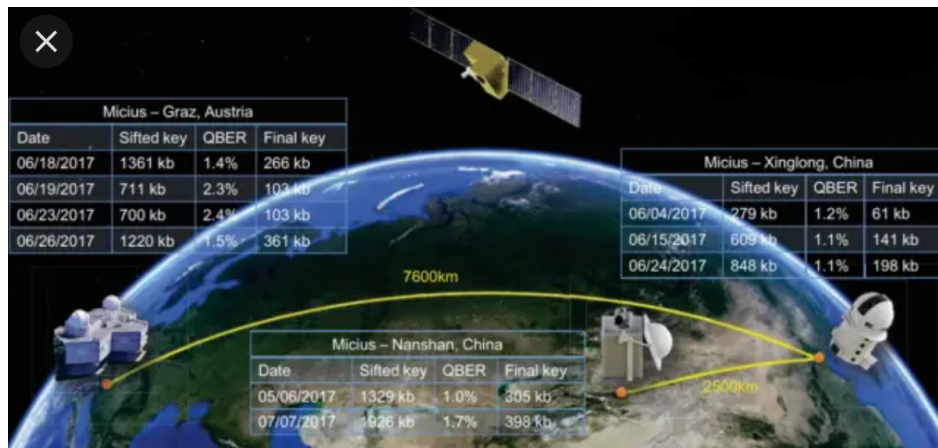 Micius – Graz, Austria
Date Sifted key QBER Final key
06/18/2017 1361 kb 1.4% 266 kb
06/19/2017 711 kb 2.3% 103 kb
06/23/2017 700 kb 2.4% 103 kb
06/26/2017 1220 kb 1.5% 361 kb
Micius – Xinglong, China
Date Sifted key QBER Final key
06/04/2017 279 kb 1.2% 61 kb
06/15/2017 609 kb 1.1% 141 kb
06/24/2017 848 kb 1.1% 198 kb
7600km
Micius – Nanshan, China
Date Sifted key QBER Final key
05/06/2017 1329 kb 1.0% 305 kb
07/07/2017 1926 kb 1.7% 398 kb
2500km